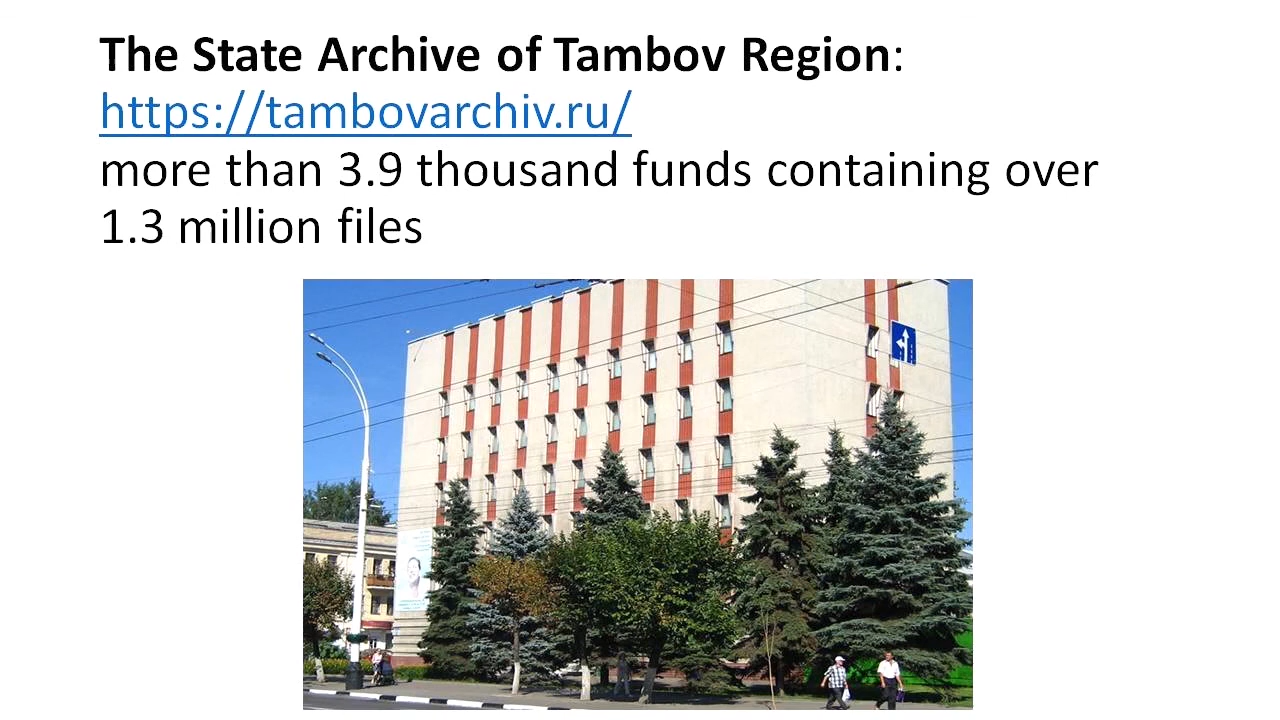 The State Archive of Tambov Region:
https://tambovarchiv.ru/
more than 3.9 thousand funds containing over
1.3 million files